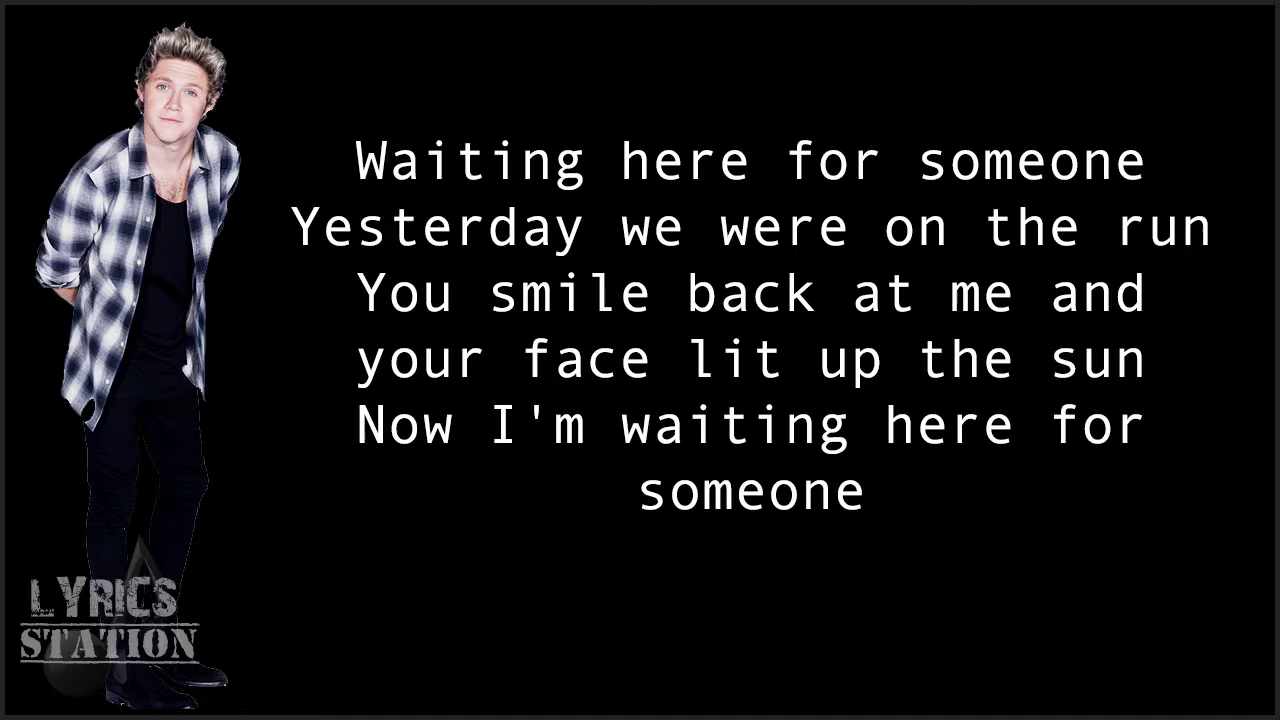 Waiting here for someone
Yesterday we were on the run
You smile back at me and
your face lit up the sun
Now I'm waiting here for
someone
LYRICS
STATION